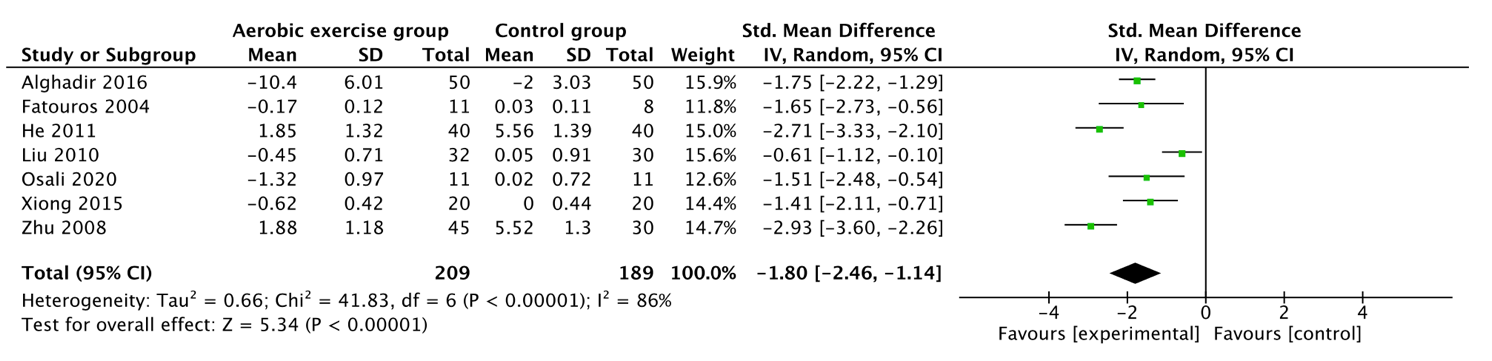 Aerobic exercise group Control group Std. Mean Difference Std. Mean Difference
Study or Subgroup Mean SD Total Mean SD Total Weight IV, Random, 95% CI IV, Random, 95% CI
Alghadir 2016 −10.4 6.01 50 −2 3.03 50 15.9% −1.75 [−2.22, −1.29]
Fatouros 2004 −0.17 0.12 11 0.03 0.11 8 11.8% −1.65 [−2.73, −0.56]
He 2011 1.85 1.32 40 5.56 1.39 40 15.0% −2.71 [−3.33, −2.10]
Liu 2010 −0.45 0.71 32 0.05 0.91 30 15.6% −0.61 [−1.12, −0.10]
Osali 2020 −1.32 0.97 11 0.02 0.72 11 12.6% −1.51 [−2.48, −0.54]
Xiong 2015 −0.62 0.42 20 0 0.44 20 14.4% −1.41 [−2.11, −0.71]
Zhu 2008 1.88 1.18 45 5.52 1.3 30 14.7% −2.93 [−3.60, −2.26]
Total (95% CI) 209 189 100.0% −1.80 [−2.46, −1.14]
Heterogeneity: Tau² = 0.66; Chi² = 41.83, df = 6 (P < 0.00001); I² = 86%
Test for overall effect: Z = 5.34 (P < 0.00001)
−4 −2 0 2 4
Favours [experimental] Favours [control]